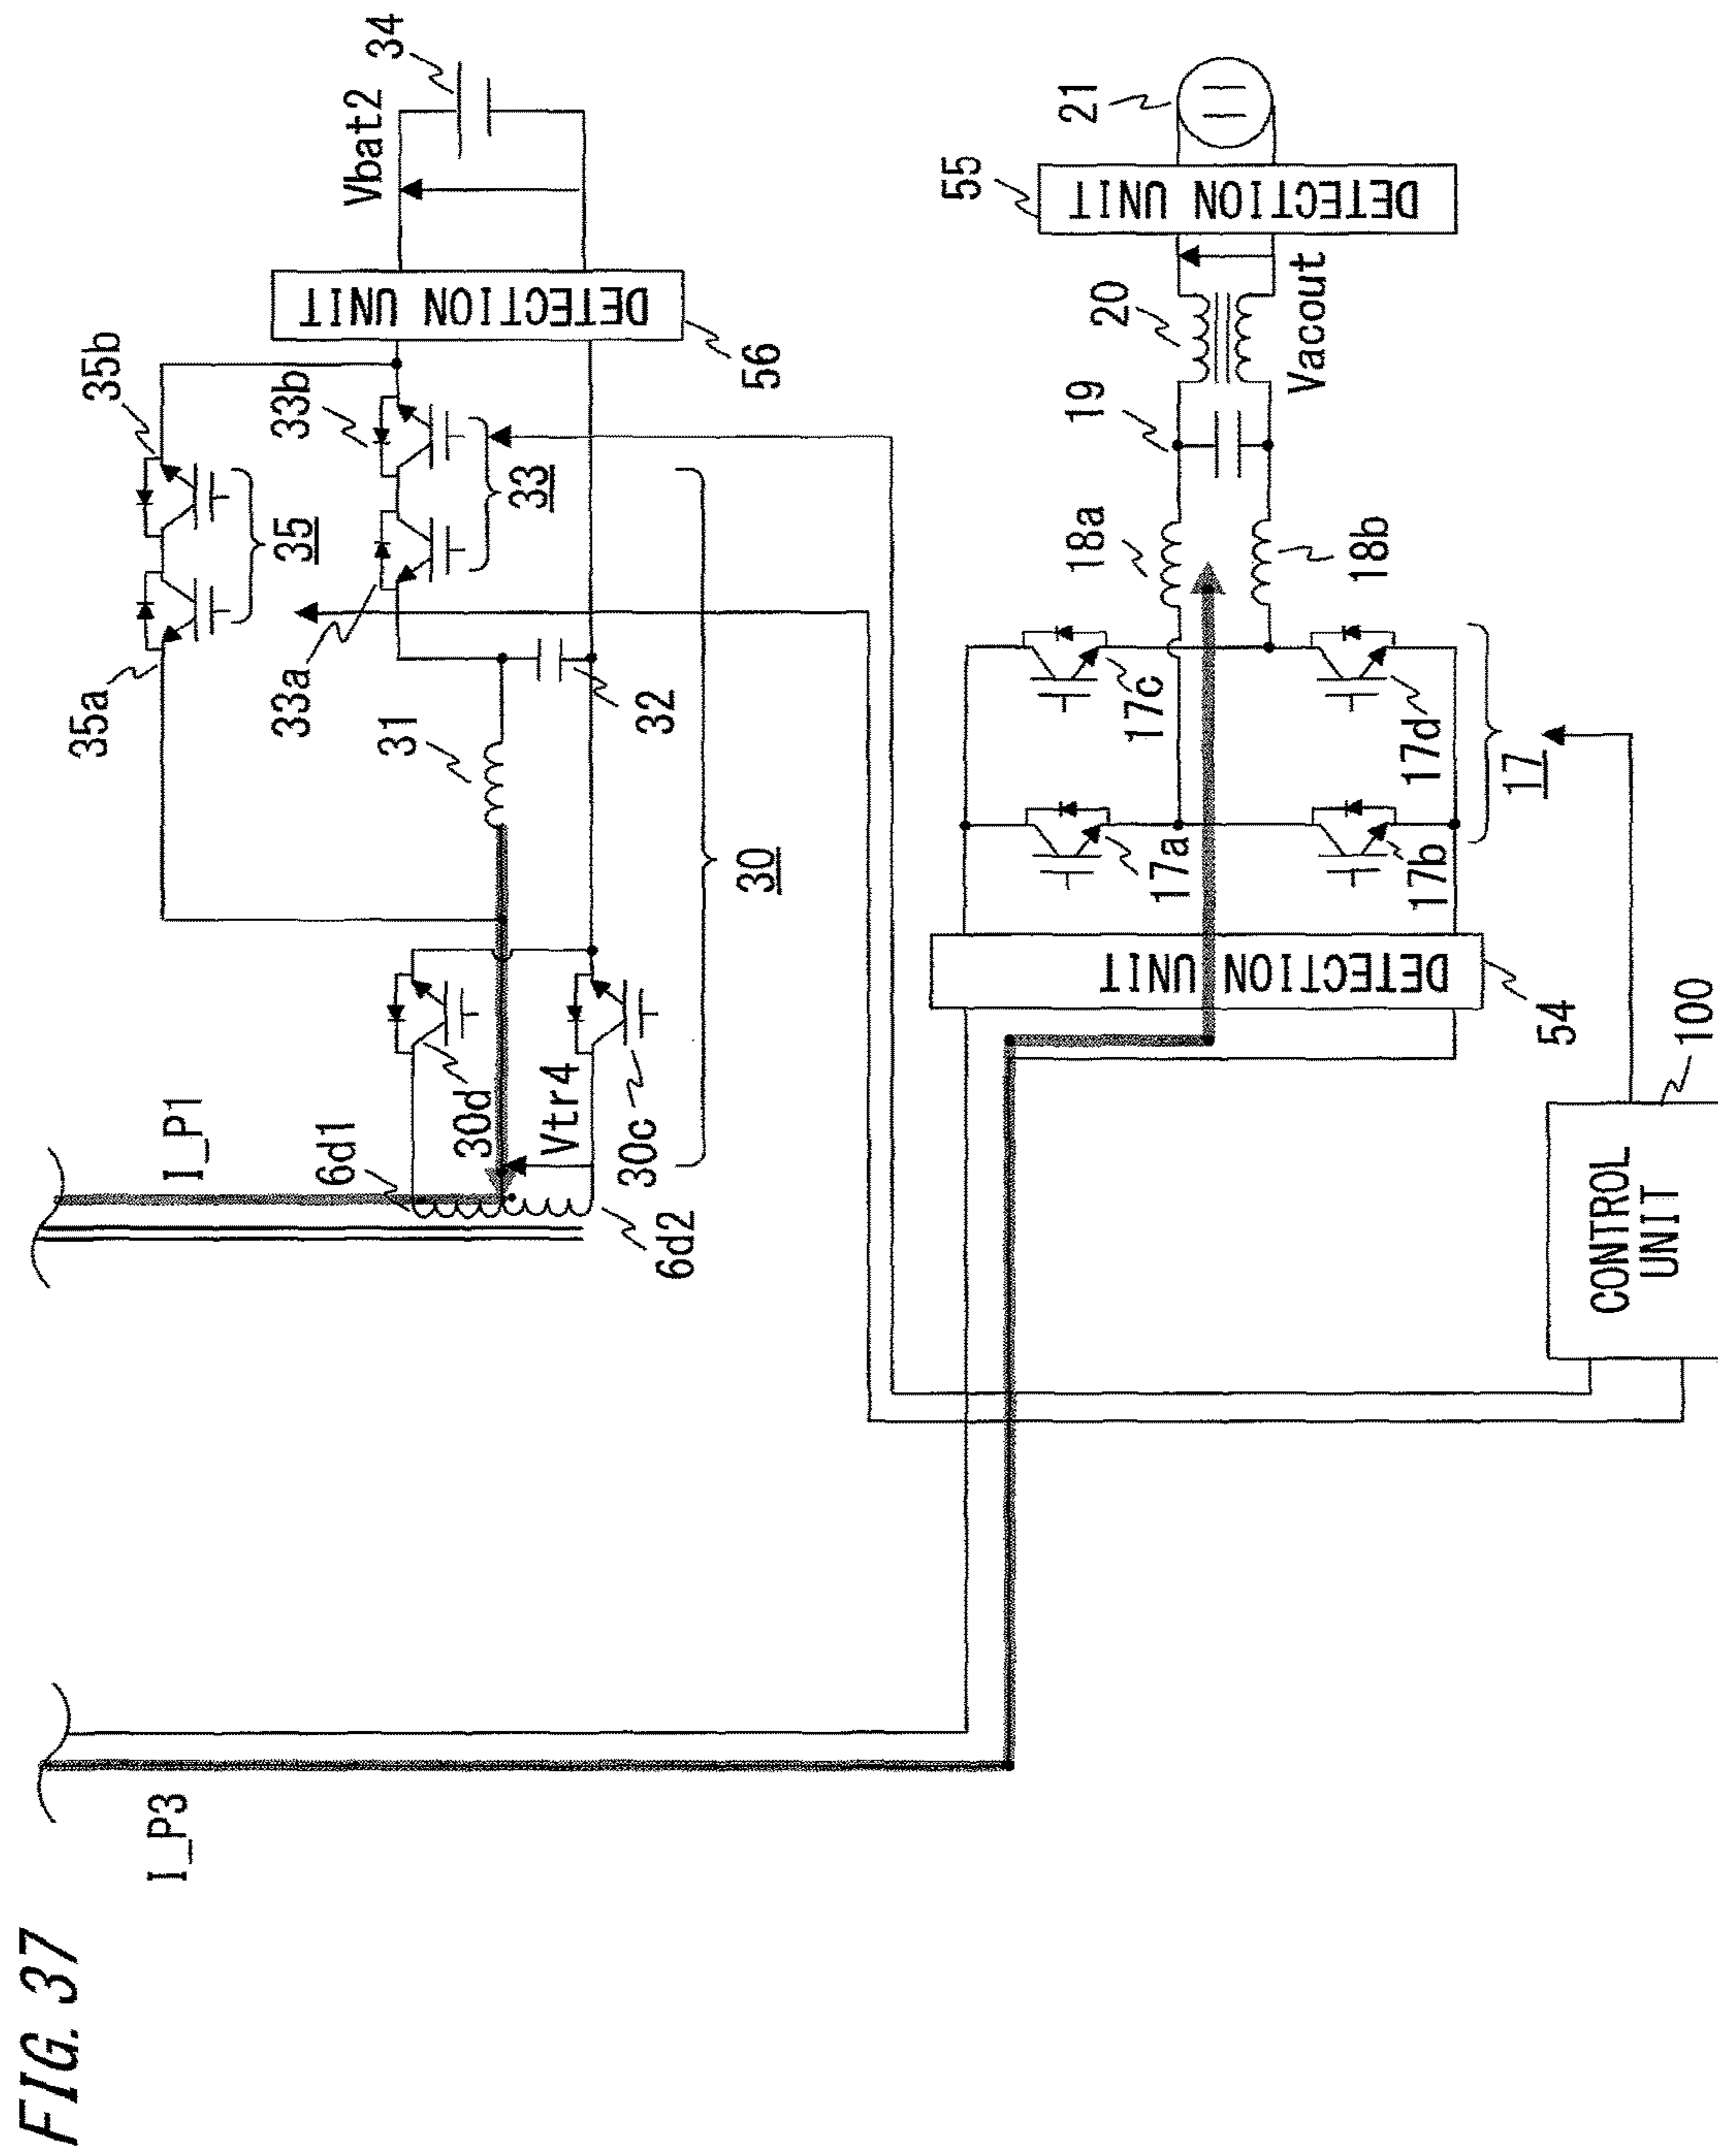 FIG. 37
I_P3
I_P1
6d1
6d2
30d
Vtr4
30c
30
31
32
33a
33b
33
35a
35b
35
56
DETECTION UNIT
Vbat2
34
DETECTION UNIT
54
17a
17b
17c
17d
17
18a
18b
19
20
Vacout
DETECTION UNIT
55
21
CONTROL
UNIT
100